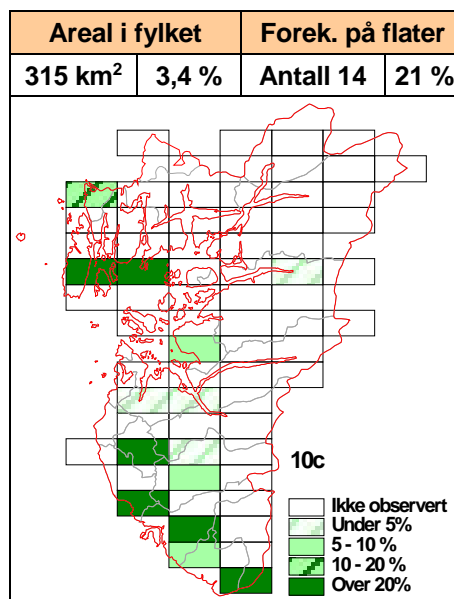 Areal i fylket Forek. på flater
315 km² 3,4 % Antall 14 21 %
10c
Ikke observert
Under 5%
5 - 10 %
10 - 20 %
Over 20%